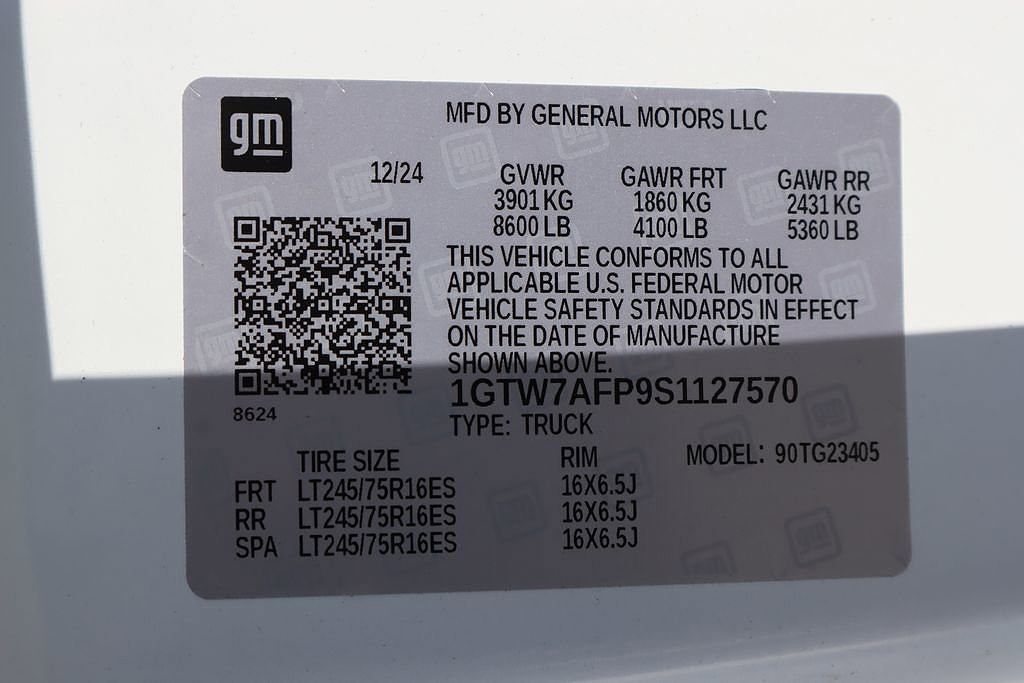 gm
MFD BY GENERAL MOTORS LLC
12/24
GVWR GAWR FRT GAWR RR
3901 KG 1860 KG 2431 KG
8600 LB 4100 LB 5360 LB
THIS VEHICLE CONFORMS TO ALL
APPLICABLE U.S. FEDERAL MOTOR
VEHICLE SAFETY STANDARDS IN EFFECT
ON THE DATE OF MANUFACTURE
SHOWN ABOVE.
1GTW7AFP9S1127570
8624
TYPE: TRUCK
TIRE SIZE RIM MODEL: 90TG23405
FRT LT245/75R16ES 16X6.5J
RR LT245/75R16ES 16X6.5J
SPA LT245/75R16ES 16X6.5J